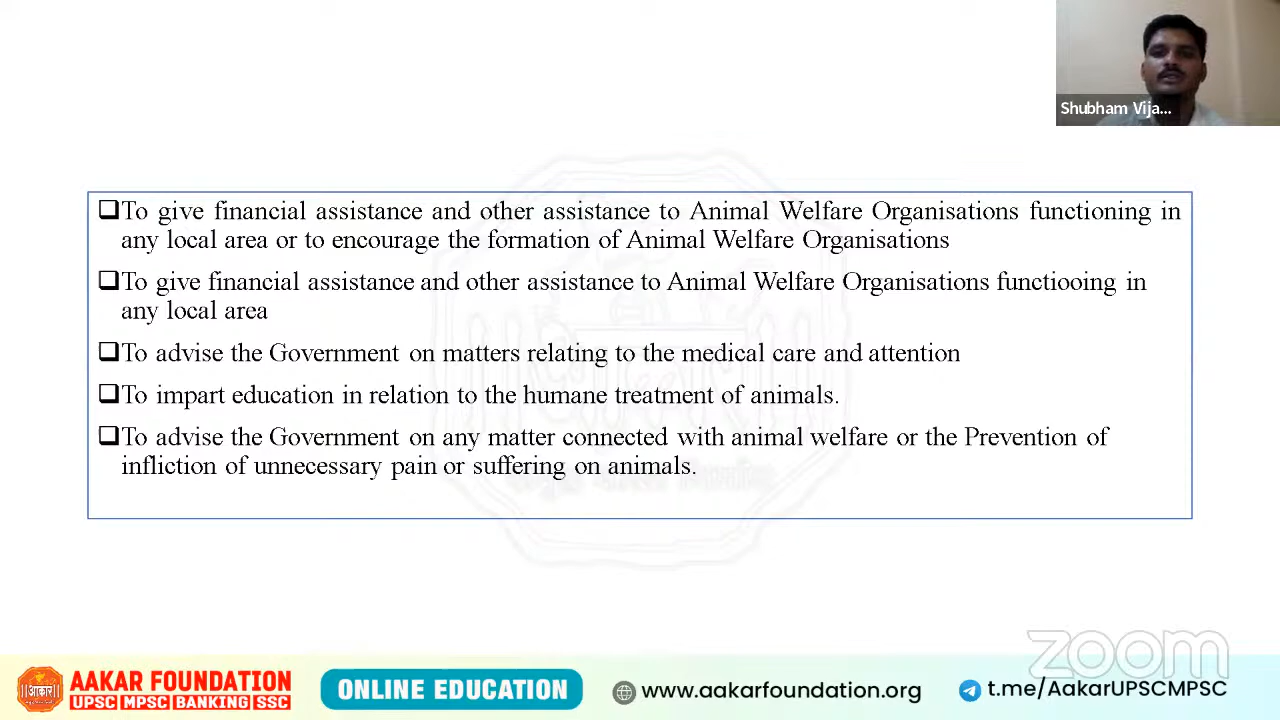 Shubham Vija...
❑To give financial assistance and other assistance to Animal Welfare Organisations functioning in
any local area or to encourage the formation of Animal Welfare Organisations
❑To give financial assistance and other assistance to Animal Welfare Organisations functiooing in
any local area
❑To advise the Government on matters relating to the medical care and attention
❑To impart education in relation to the humane treatment of animals.
❑To advise the Government on any matter connected with animal welfare or the Prevention of
infliction of unnecessary pain or suffering on animals.
zoom
||आकार||
AAKAR FOUNDATION
UPSC MPSC BANKING SSC
ONLINE EDUCATION
www.aakarfoundation.org
t.me/AakarUPSCMPSC